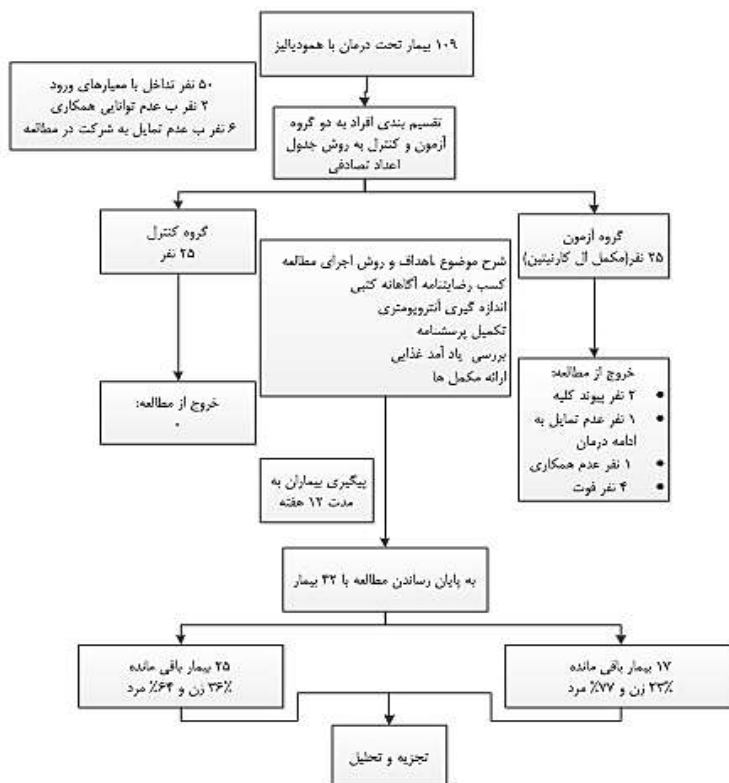 ۱۰۹ بیمار تحت درمان با همودیالیز
۵۰ نفر تداخل با معیارهای ورود
۲ نفر ب عدم توانایی همکاری
۶ نفر ب عدم تمایل به شرکت در مطالعه
تقسیم بندی افراد به دو گروه
آزمون و کنترل به روش جدول
اعداد تصادفی
گروه آزمون
۲۵ نفر(مکمل ال کارنیتین)
گروه کنترل
۲۵ نفر
شرح موضوع ،اهداف و روش اجرای مطالعه
کسب رضایتنامه آگاهانه کتبی
اندازه گیری آنتروپومتری
تکمیل پرسشنامه
بررسی یاد آمد غذایی
ارائه مکمل ها
خروج از مطالعه:
• ۲ نفر پیوند کلیه
• ۱ نفر عدم تمایل به
ادامه درمان
• ۱ نفر عدم همکاری
• ۴ نفر فوت
خروج از مطالعه:
۰
پیگیری بیماران به
مدت ۱۲ هفته
به پایان رساندن مطالعه با ۴۲ بیمار
۱۷ بیمار باقی مانده
۲۳٪ زن و ۷۷٪ مرد
۲۵ بیمار باقی مانده
۳۶٪ زن و ۶۴٪ مرد
تجزیه و تحلیل